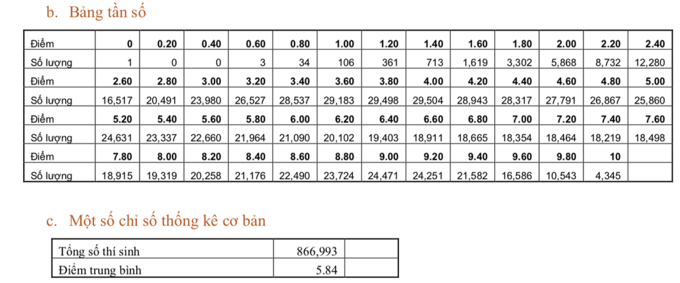 b. Bảng tần số
Điểm 0 0.20 0.40 0.60 0.80 1.00 1.20 1.40 1.60 1.80 2.00 2.20 2.40
Số lượng 1 0 0 3 34 106 361 713 1,619 3,302 5,868 8,732 12,280
Điểm 2.60 2.80 3.00 3.20 3.40 3.60 3.80 4.00 4.20 4.40 4.60 4.80 5.00
Số lượng 16,517 20,491 23,980 26,527 28,537 29,183 29,498 29,504 28,943 28,317 27,791 26,867 25,860
Điểm 5.20 5.40 5.60 5.80 6.00 6.20 6.40 6.60 6.80 7.00 7.20 7.40 7.60
Số lượng 24,631 23,337 22,660 21,964 21,090 20,102 19,403 18,911 18,665 18,354 18,464 18,219 18,498
Điểm 7.80 8.00 8.20 8.40 8.60 8.80 9.00 9.20 9.40 9.60 9.80 10
Số lượng 18,915 19,319 20,258 21,176 22,490 23,724 24,471 24,251 21,582 16,586 10,543 4,345
c. Một số chỉ số thống kê cơ bản
Tổng số thí sinh 866,993
Điểm trung bình 5.84